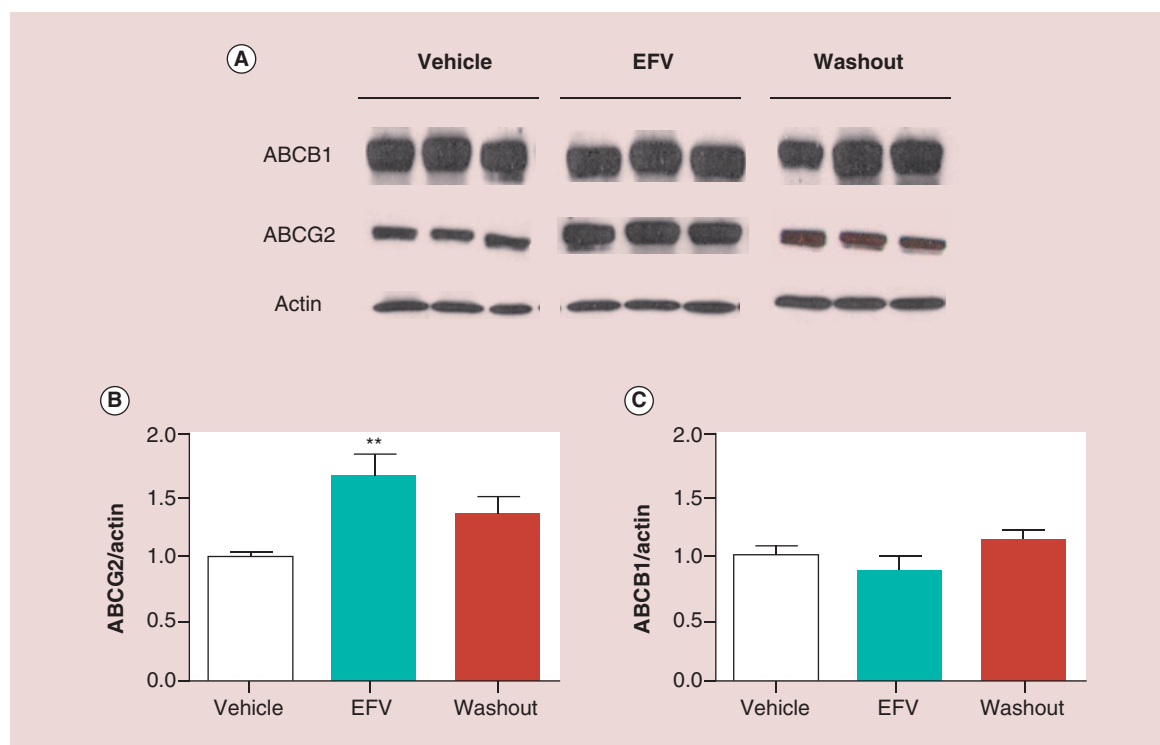 A
Vehicle EFV Washout
ABCB1
ABCG2
Actin
B
2.0
**
1.5
1.0
0.5
0.0
ABCG2/actin
Vehicle EFV Washout
C
2.0
1.5
1.0
0.5
0.0
ABCB1/actin
Vehicle EFV Washout